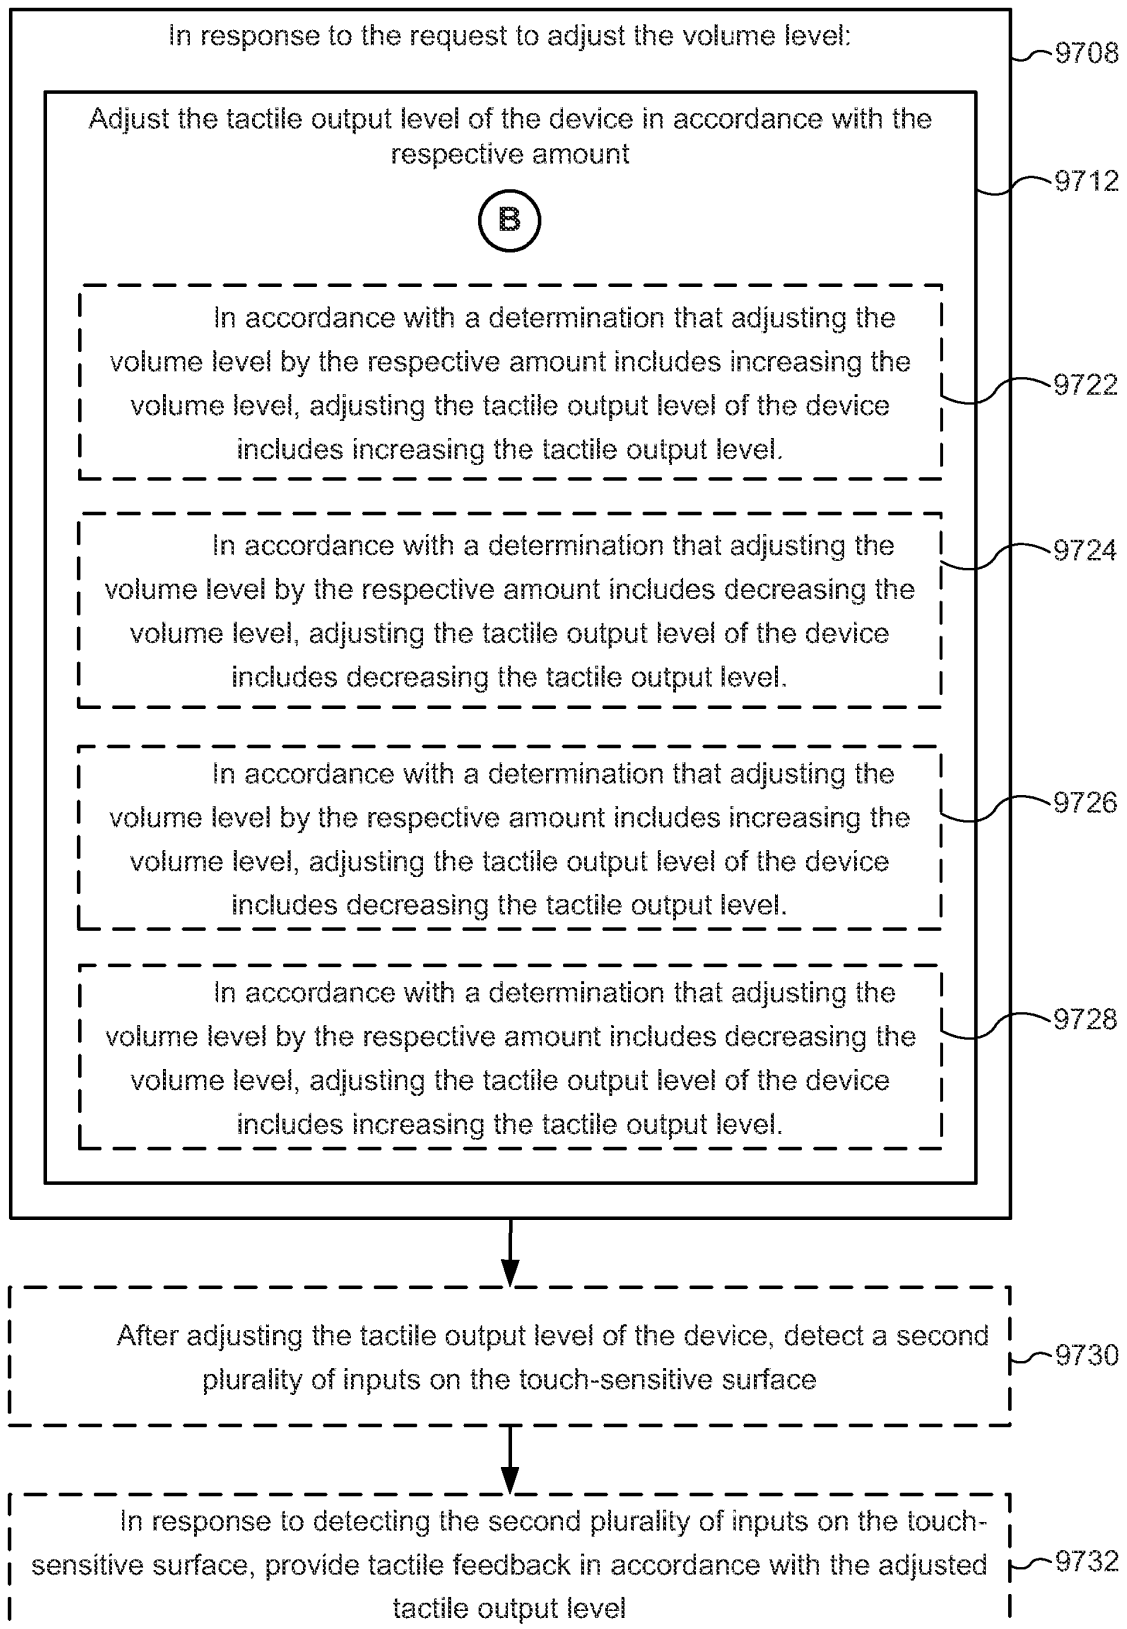 In response to the request to adjust the volume level:
9708
Adjust the tactile output level of the device in accordance with the
respective amount
9712
B
In accordance with a determination that adjusting the
volume level by the respective amount includes increasing the
volume level, adjusting the tactile output level of the device
includes increasing the tactile output level.
9722
In accordance with a determination that adjusting the
volume level by the respective amount includes decreasing the
volume level, adjusting the tactile output level of the device
includes decreasing the tactile output level.
9724
In accordance with a determination that adjusting the
volume level by the respective amount includes increasing the
volume level, adjusting the tactile output level of the device
includes decreasing the tactile output level.
9726
In accordance with a determination that adjusting the
volume level by the respective amount includes decreasing the
volume level, adjusting the tactile output level of the device
includes increasing the tactile output level.
9728
After adjusting the tactile output level of the device, detect a second
plurality of inputs on the touch-sensitive surface
9730
In response to detecting the second plurality of inputs on the touch-
sensitive surface, provide tactile feedback in accordance with the adjusted
tactile output level
9732